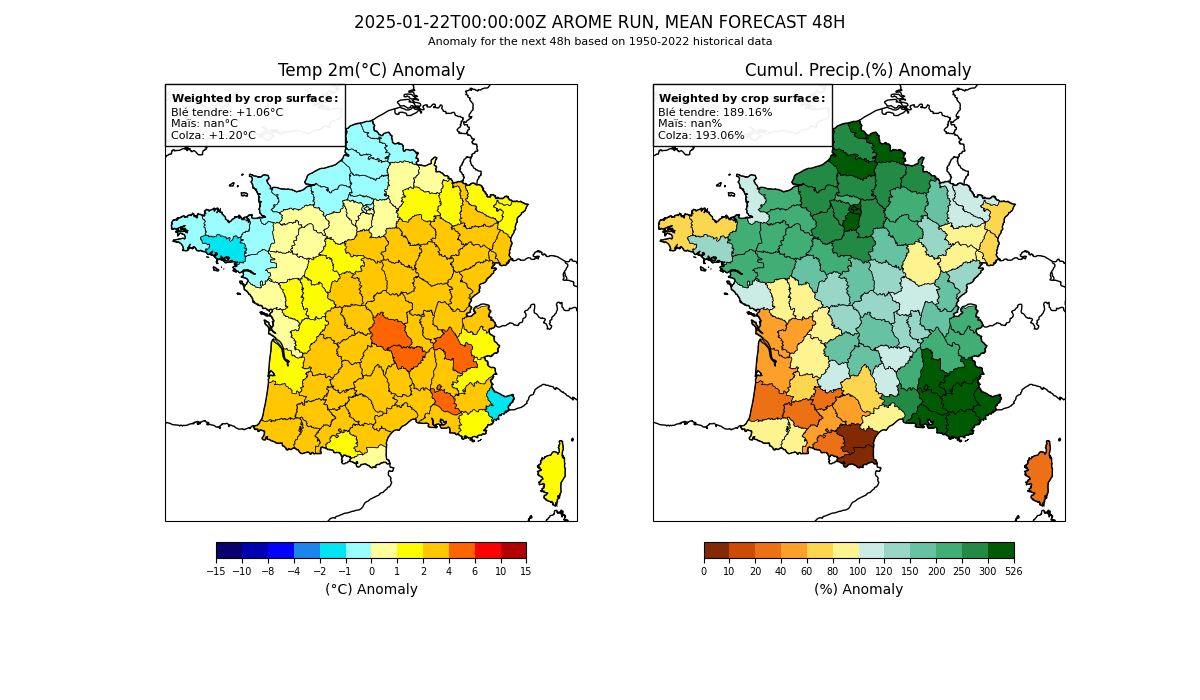 2025-01-22T00:00:00Z AROME RUN, MEAN FORECAST 48H
Anomaly for the next 48h based on 1950-2022 historical data
Temp 2m(°C) Anomaly
Weighted by crop surface:
Blé tendre: +1.06°C
Maïs: nan°C
Colza: +1.20°C
−15 −10 −8 −4 −2 −1 0 1 2 4 6 10 15
(°C) Anomaly
Cumul. Precip.(%) Anomaly
Weighted by crop surface:
Blé tendre: 189.16%
Maïs: nan%
Colza: 193.06%
0 10 20 40 60 80 100 120 150 200 250 300 526
(%) Anomaly